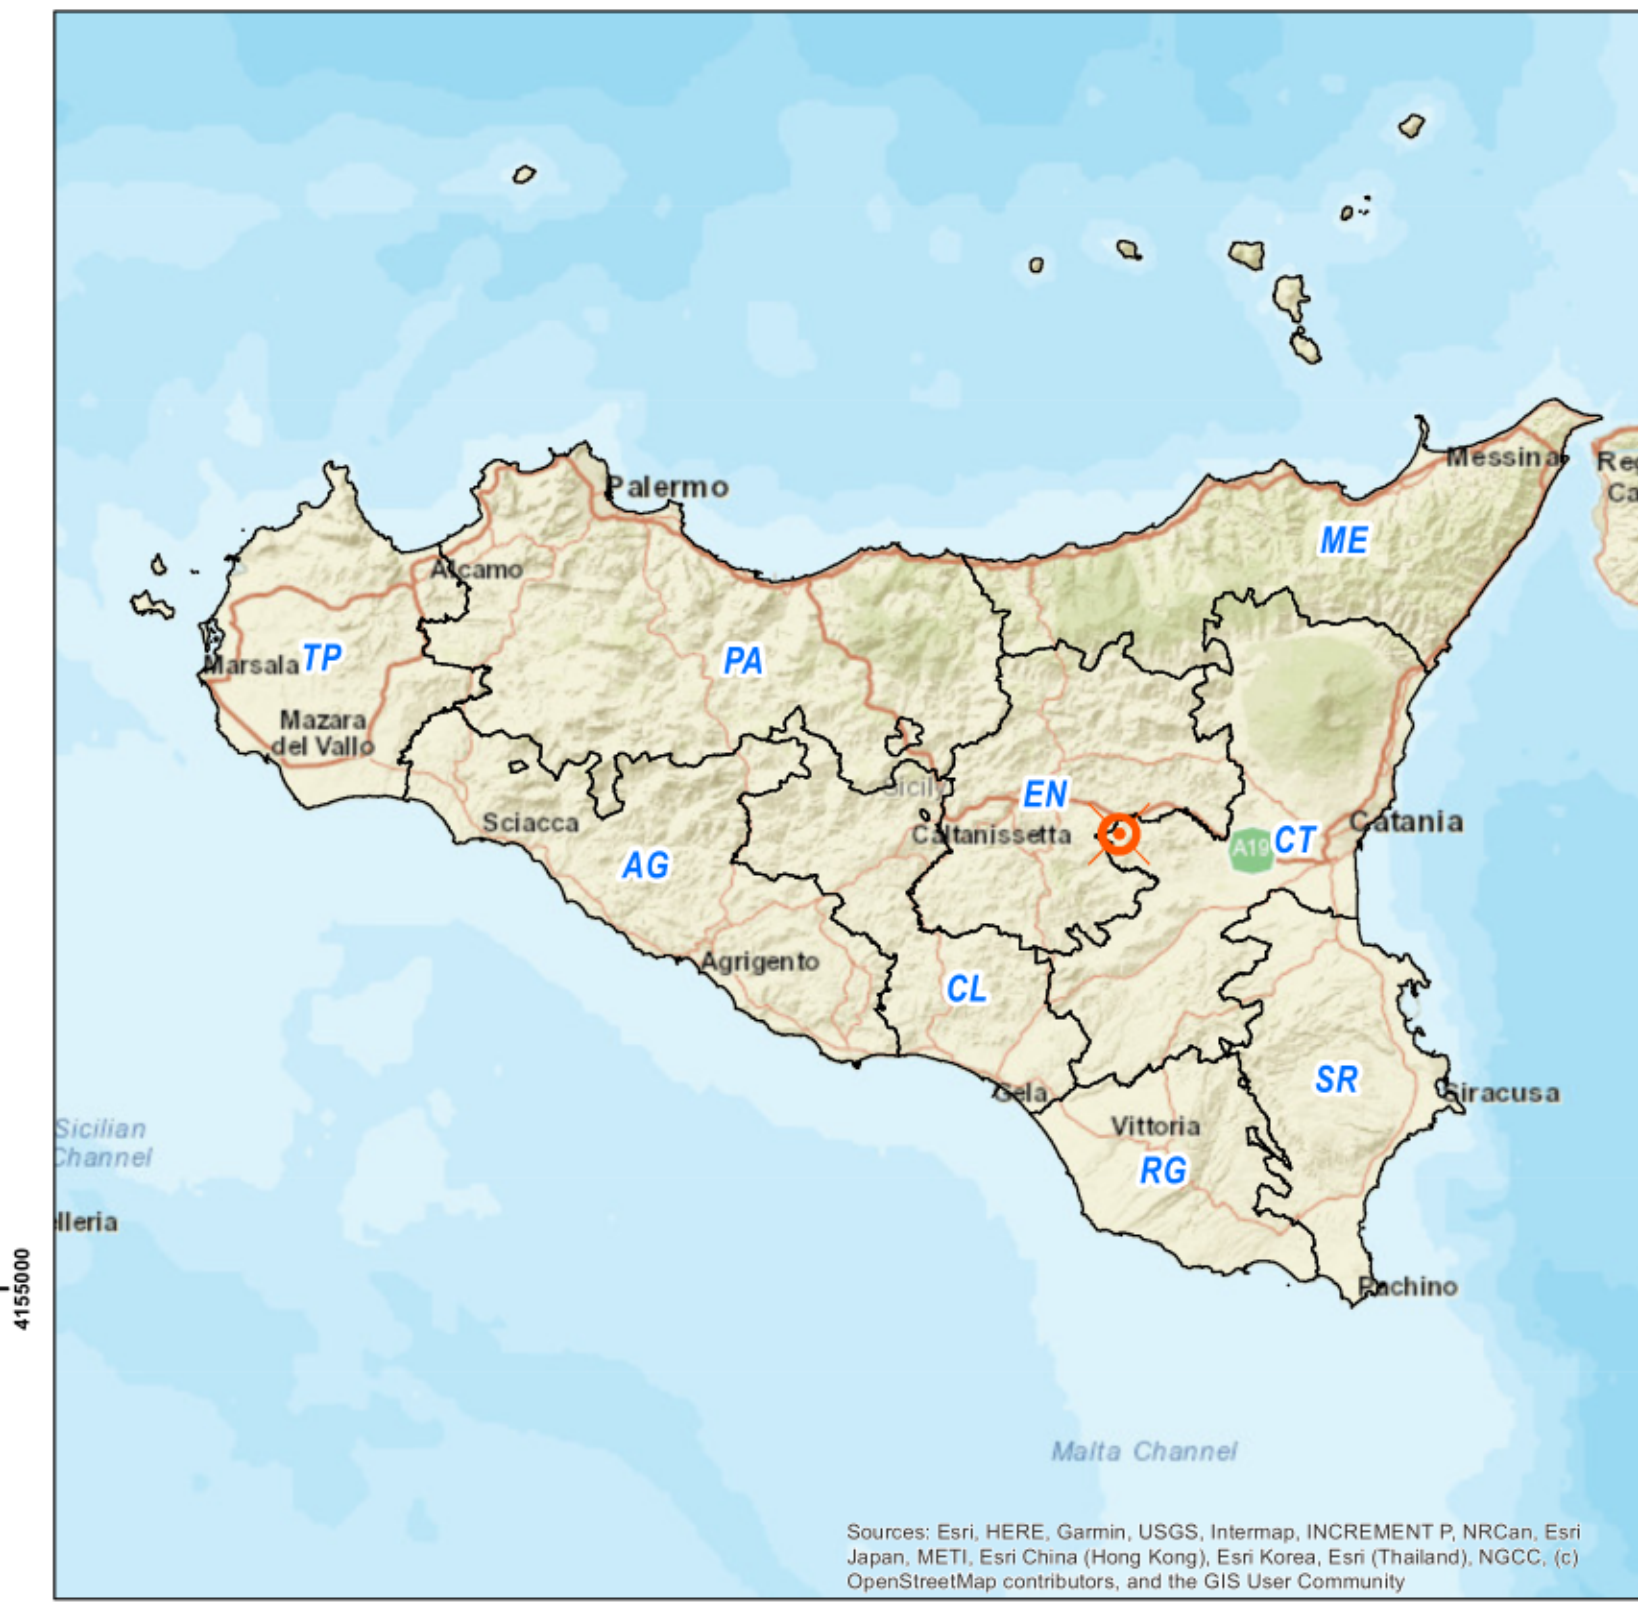 Messina
Reg
Ca
Palermo
ME
Alcamo
TP
Marsala
PA
Mazara
del Vallo
Sicily
EN
Sciacca
Caltanissetta
Catania
A19
CT
AG
Agrigento
CL
SR
Gela
Siracusa
Vittoria
Sicilian
Channel
RG
lleria
4155000
Pachino
Malta Channel
Sources: Esri, HERE, Garmin, USGS, Intermap, INCREMENT P, NRCan, Esri
Japan, METI, Esri China (Hong Kong), Esri Korea, Esri (Thailand), NGCC, (c)
OpenStreetMap contributors, and the GIS User Community